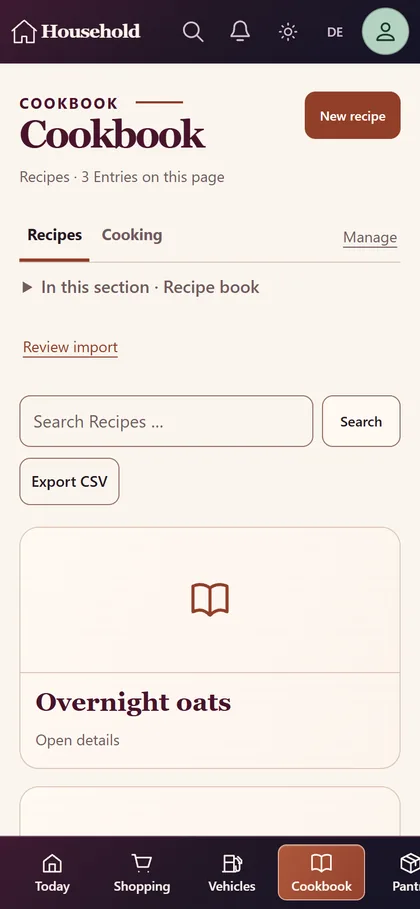 Household
DE
COOKBOOK
Cookbook
New recipe
Recipes · 3 Entries on this page
Recipes
Cooking
Manage
▶ In this section · Recipe book
Review import
Search Recipes ...
Search
Export CSV
Overnight oats
Open details
Today
Shopping
Vehicles
Cookbook
Pant